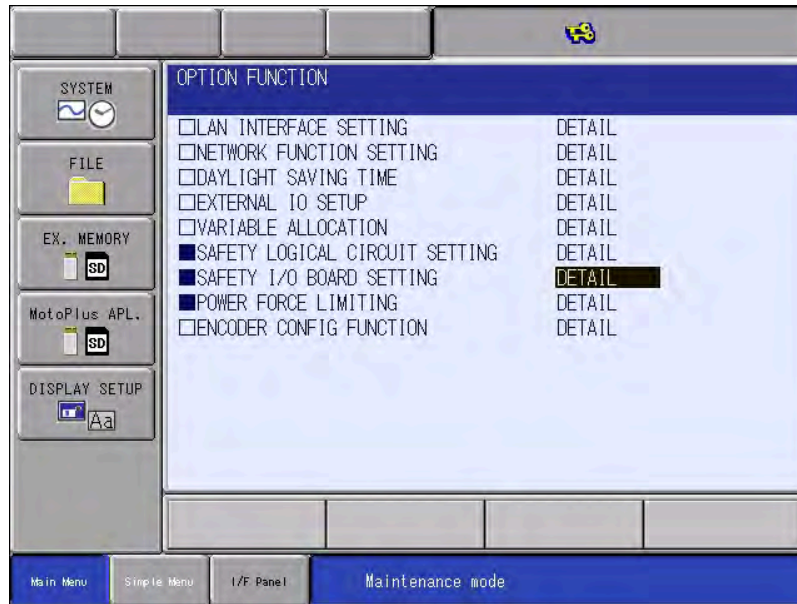 SYSTEM
FILE
EX. MEMORY
SD
MotoPlus APL.
SD
DISPLAY SETUP
Aa
OPTION FUNCTION
□LAN INTERFACE SETTING DETAIL
□NETWORK FUNCTION SETTING DETAIL
□DAYLIGHT SAVING TIME DETAIL
□EXTERNAL IO SETUP DETAIL
□VARIABLE ALLOCATION DETAIL
■SAFETY LOGICAL CIRCUIT SETTING DETAIL
■SAFETY I/O BOARD SETTING DETAIL
■POWER FORCE LIMITING DETAIL
□ENCODER CONFIG FUNCTION DETAIL
Main Menu
Simple Menu
I/F Panel
Maintenance mode